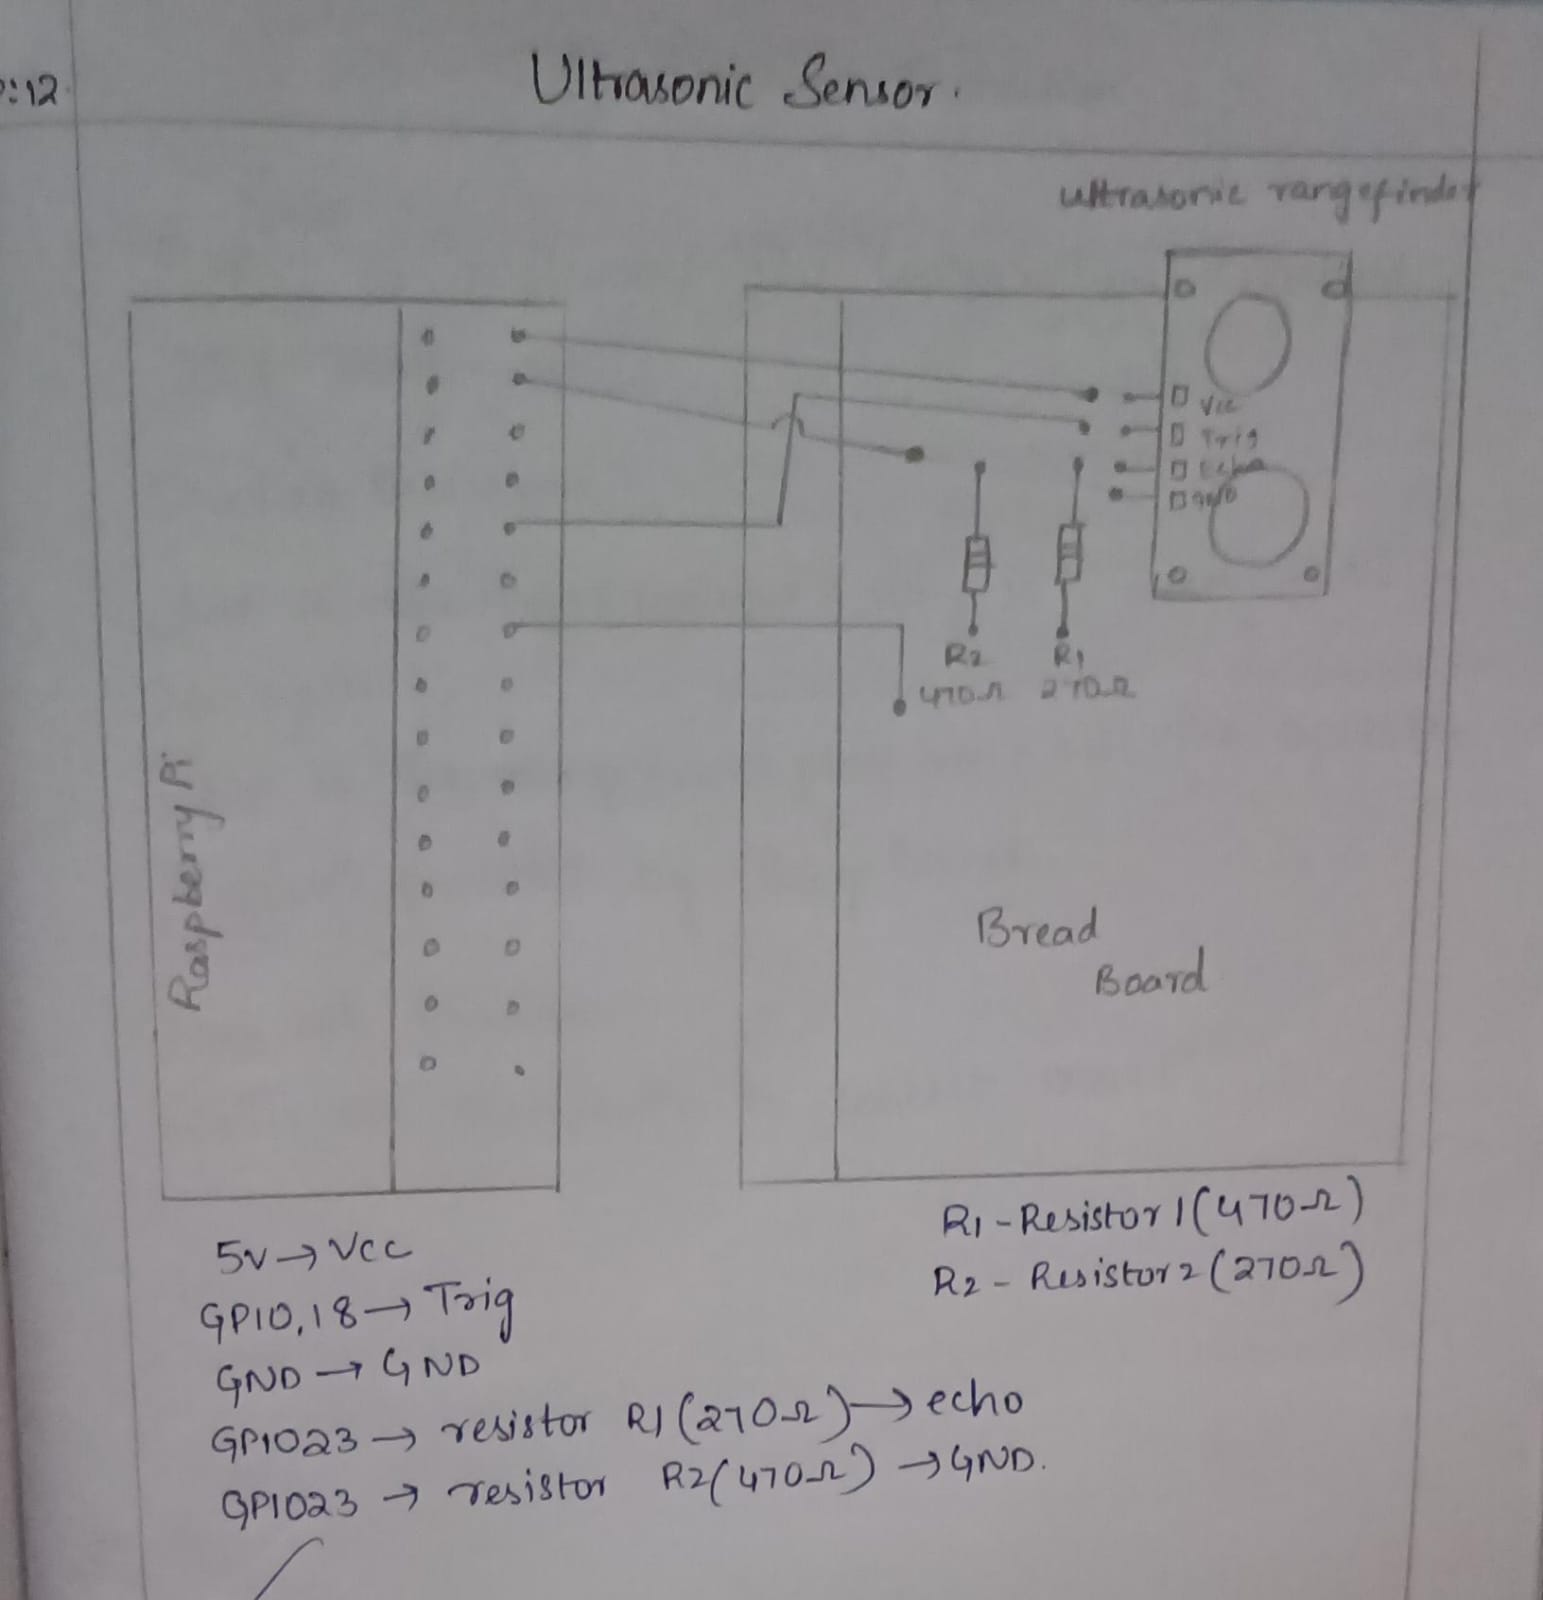 :12
Ultrasonic Sensor.
ultrasonic rangefinder
Vcc
Trig
Echo
GND
R2
470Ω
R1
270Ω
Raspberry Pi
Bread
Board
R1 - Resistor 1 (470Ω)
R2 - Resistor 2 (270Ω)
5V → Vcc
GPIO,18 → Trig
GND → GND
GPIO23 → resistor R1 (270Ω) → echo
GPIO23 → resistor R2 (470Ω) → GND.